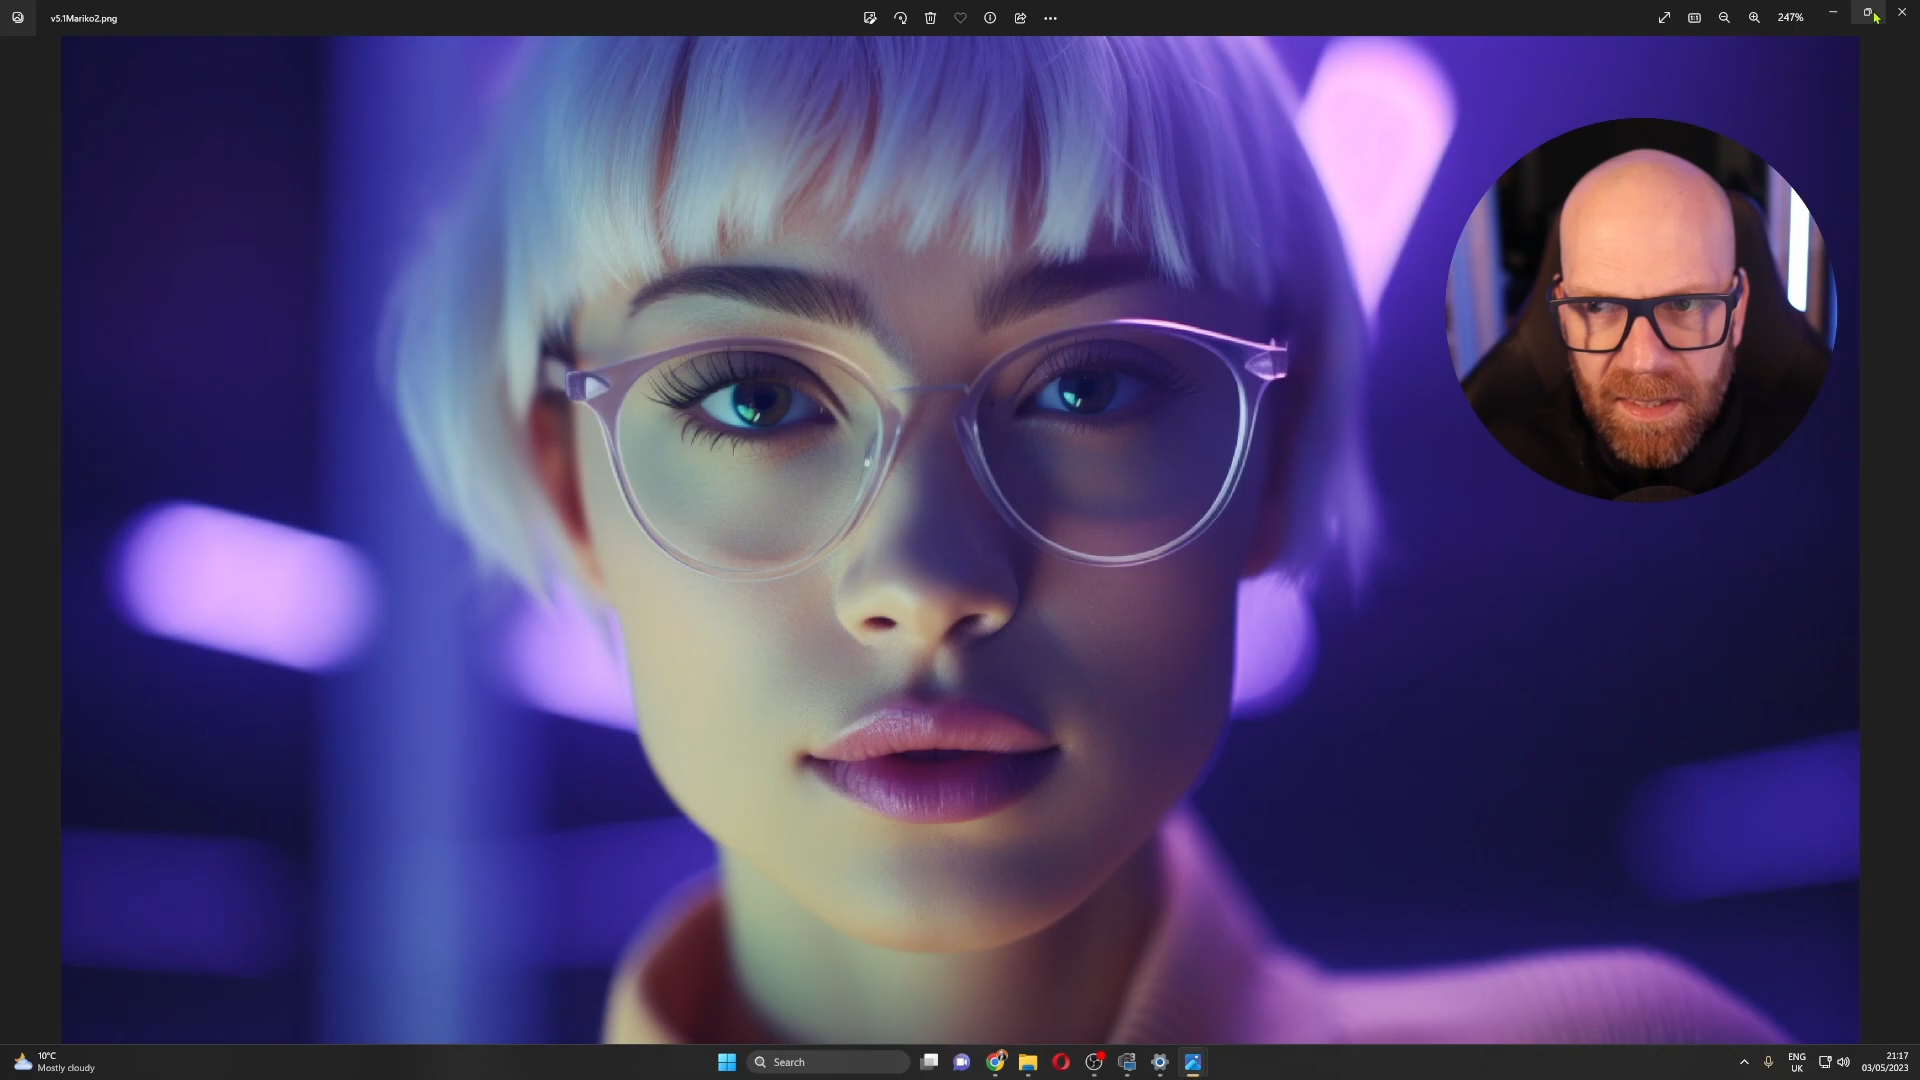 v5.1Mariko2.png
247%
10°C
Mostly cloudy
Search
ENG
UK
21:17
03/05/2023